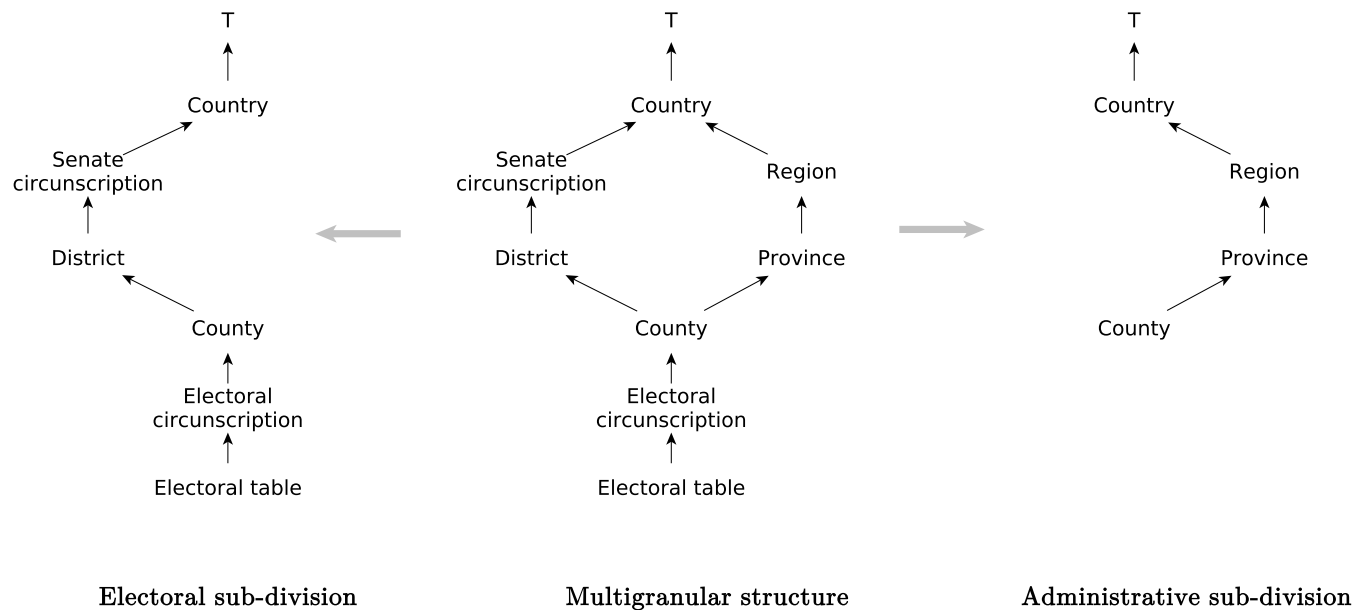 T
Country
Senate
circunscription
District
County
Electoral
circunscription
Electoral table
Electoral sub-division
T
Country
Senate
circunscription
Region
District
Province
County
Electoral
circunscription
Electoral table
Multigranular structure
T
Country
Region
Province
County
Administrative sub-division